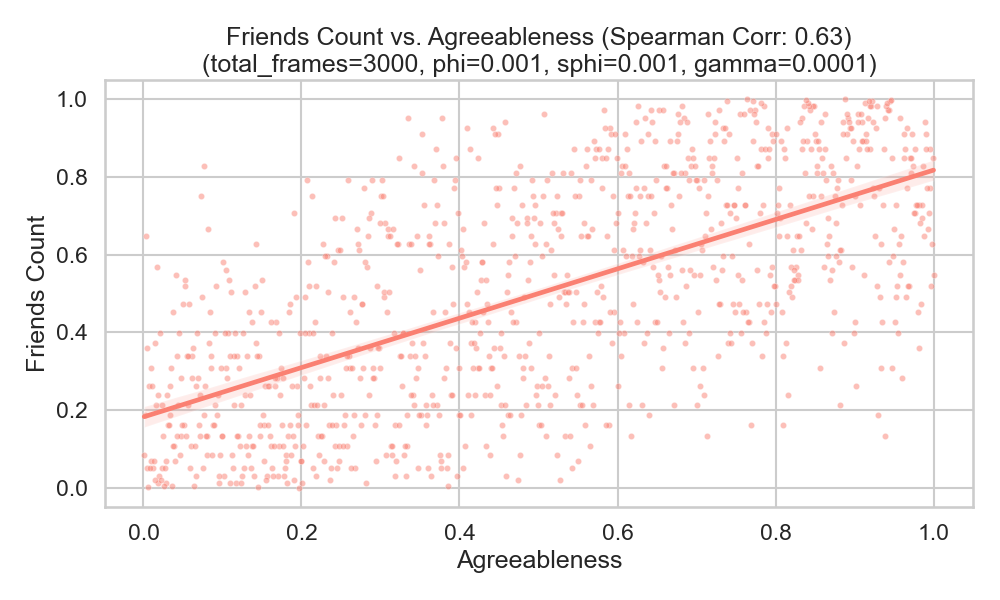 Friends Count vs. Agreeableness (Spearman Corr: 0.63)
(total_frames=3000, phi=0.001, sphi=0.001, gamma=0.0001)
Friends Count
1.0
0.8
0.6
0.4
0.2
0.0
0.0 0.2 0.4 0.6 0.8 1.0
Agreeableness